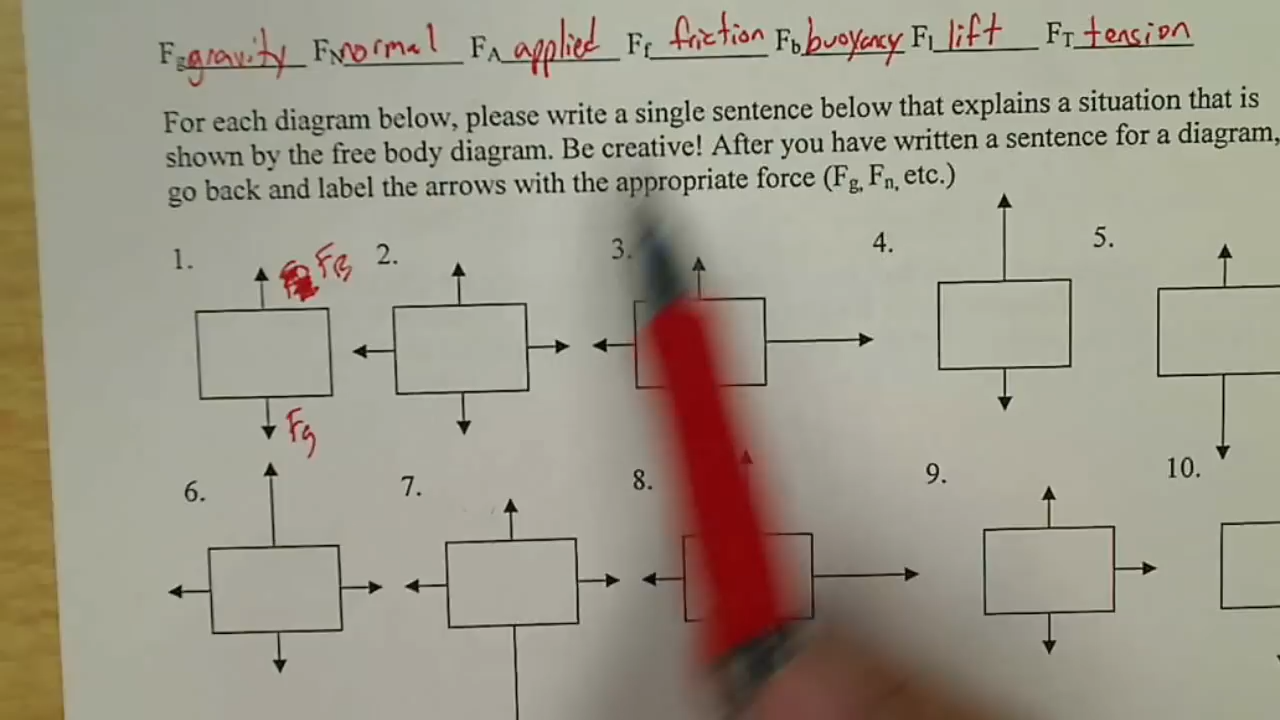 Fg gravity FN normal FA applied Ff friction Fb buoyancy FL lift FT tension
For each diagram below, please write a single sentence below that explains a situation that is
shown by the free body diagram. Be creative! After you have written a sentence for a diagram,
go back and label the arrows with the appropriate force (Fg, Fn, etc.)
1. FB 2. 3. 4. 5.
Fg
6. 7. 8. 9. 10.